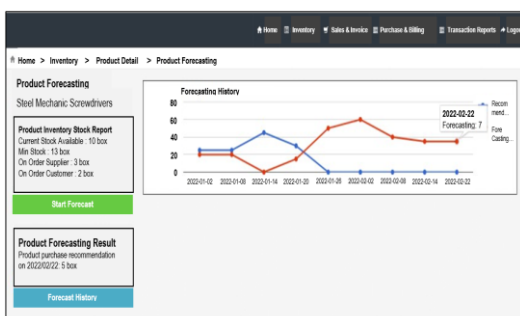 Home Inventory Sales & Invoice Purchase & Billing Transaction Reports Logou
Home > Inventory > Product Detail > Product Forecasting
Product Forecasting
Steel Mechanic Screwdrivers
Product Inventory Stock Report
Current Stock Available : 10 box
Min Stock : 13 box
On Order Supplier : 3 box
On Order Customer : 2 box
Start Forecast
Product Forecasting Result
Product purchase recommendation
on 2022/02/22: 5 box
Forecast History
Forecasting History
80
60
40
20
0
2022-01-02 2022-01-08 2022-01-14 2022-01-20 2022-01-26 2022-02-02 2022-02-08 2022-02-14 2022-02-22
2022-02-22
Forecasting: 7
Recom
mend...
Fore
Casting...